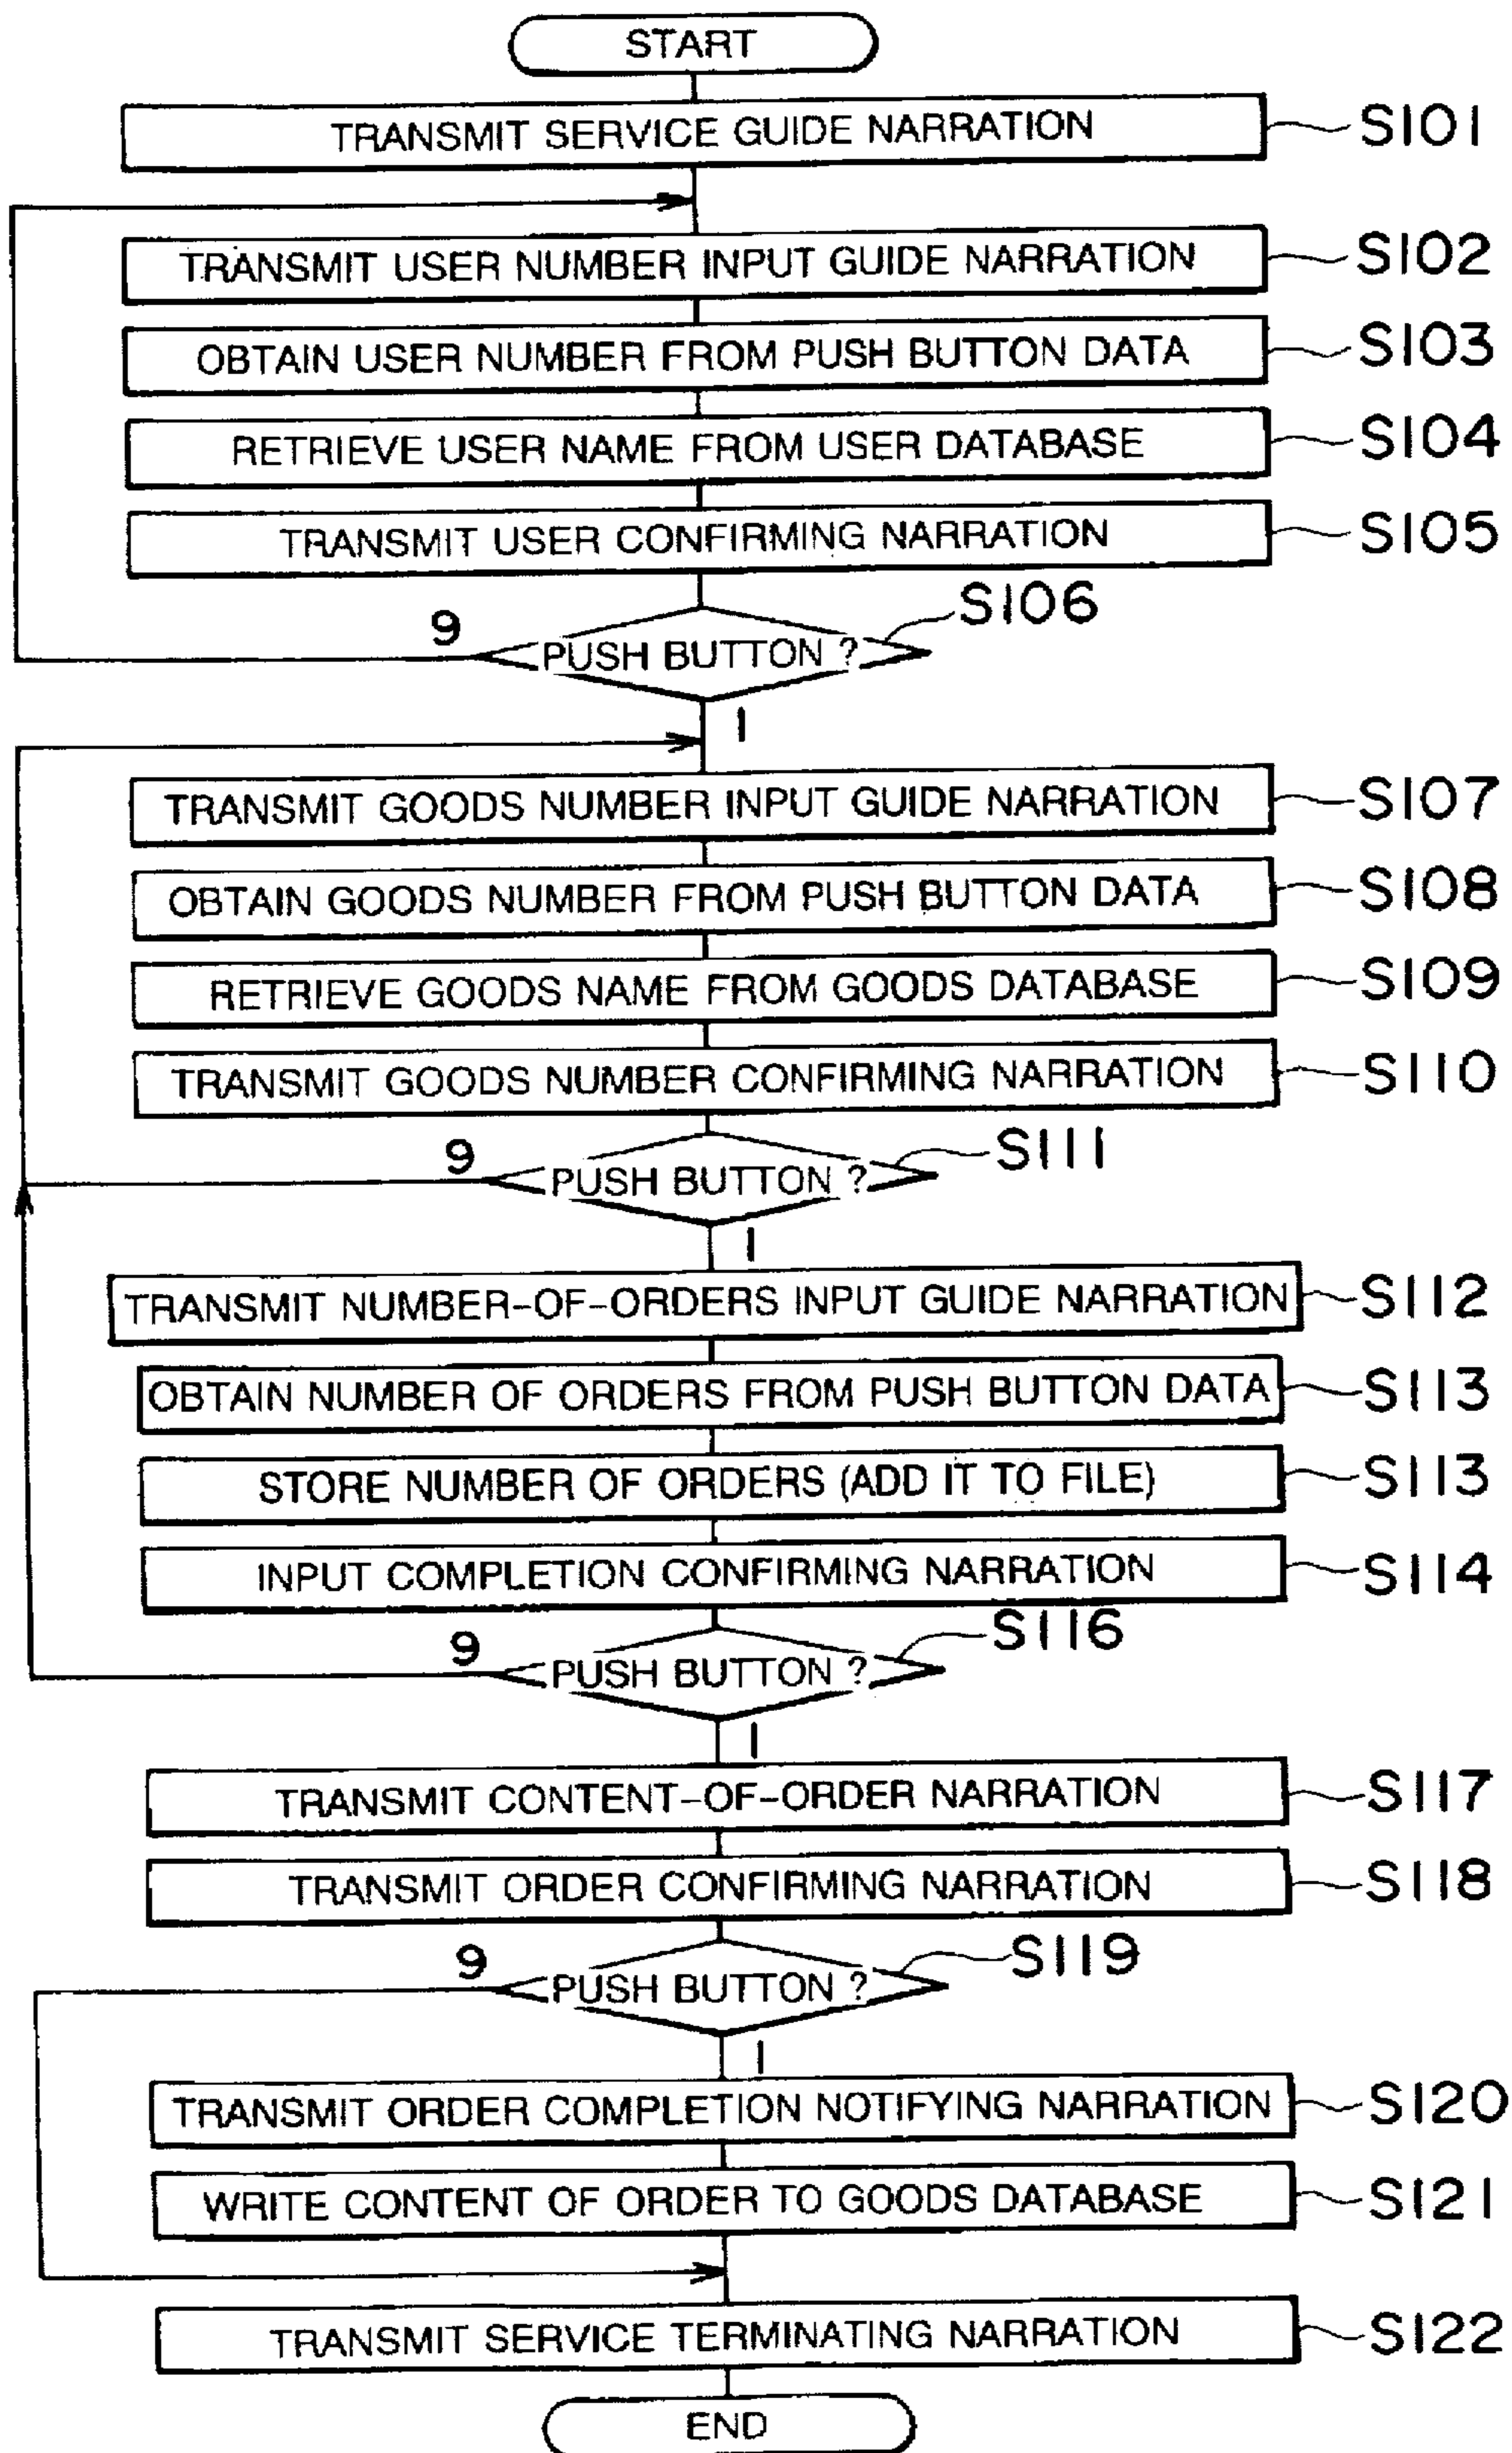 START
TRANSMIT SERVICE GUIDE NARRATION S101
TRANSMIT USER NUMBER INPUT GUIDE NARRATION S102
OBTAIN USER NUMBER FROM PUSH BUTTON DATA S103
RETRIEVE USER NAME FROM USER DATABASE S104
TRANSMIT USER CONFIRMING NARRATION S105
9 PUSH BUTTON ? S106
1
TRANSMIT GOODS NUMBER INPUT GUIDE NARRATION S107
OBTAIN GOODS NUMBER FROM PUSH BUTTON DATA S108
RETRIEVE GOODS NAME FROM GOODS DATABASE S109
TRANSMIT GOODS NUMBER CONFIRMING NARRATION S110
9 PUSH BUTTON ? S111
1
TRANSMIT NUMBER-OF-ORDERS INPUT GUIDE NARRATION S112
OBTAIN NUMBER OF ORDERS FROM PUSH BUTTON DATA S113
STORE NUMBER OF ORDERS (ADD IT TO FILE) S113
INPUT COMPLETION CONFIRMING NARRATION S114
9 PUSH BUTTON ? S116
1
TRANSMIT CONTENT-OF-ORDER NARRATION S117
TRANSMIT ORDER CONFIRMING NARRATION S118
9 PUSH BUTTON ? S119
1
TRANSMIT ORDER COMPLETION NOTIFYING NARRATION S120
WRITE CONTENT OF ORDER TO GOODS DATABASE S121
TRANSMIT SERVICE TERMINATING NARRATION S122
END